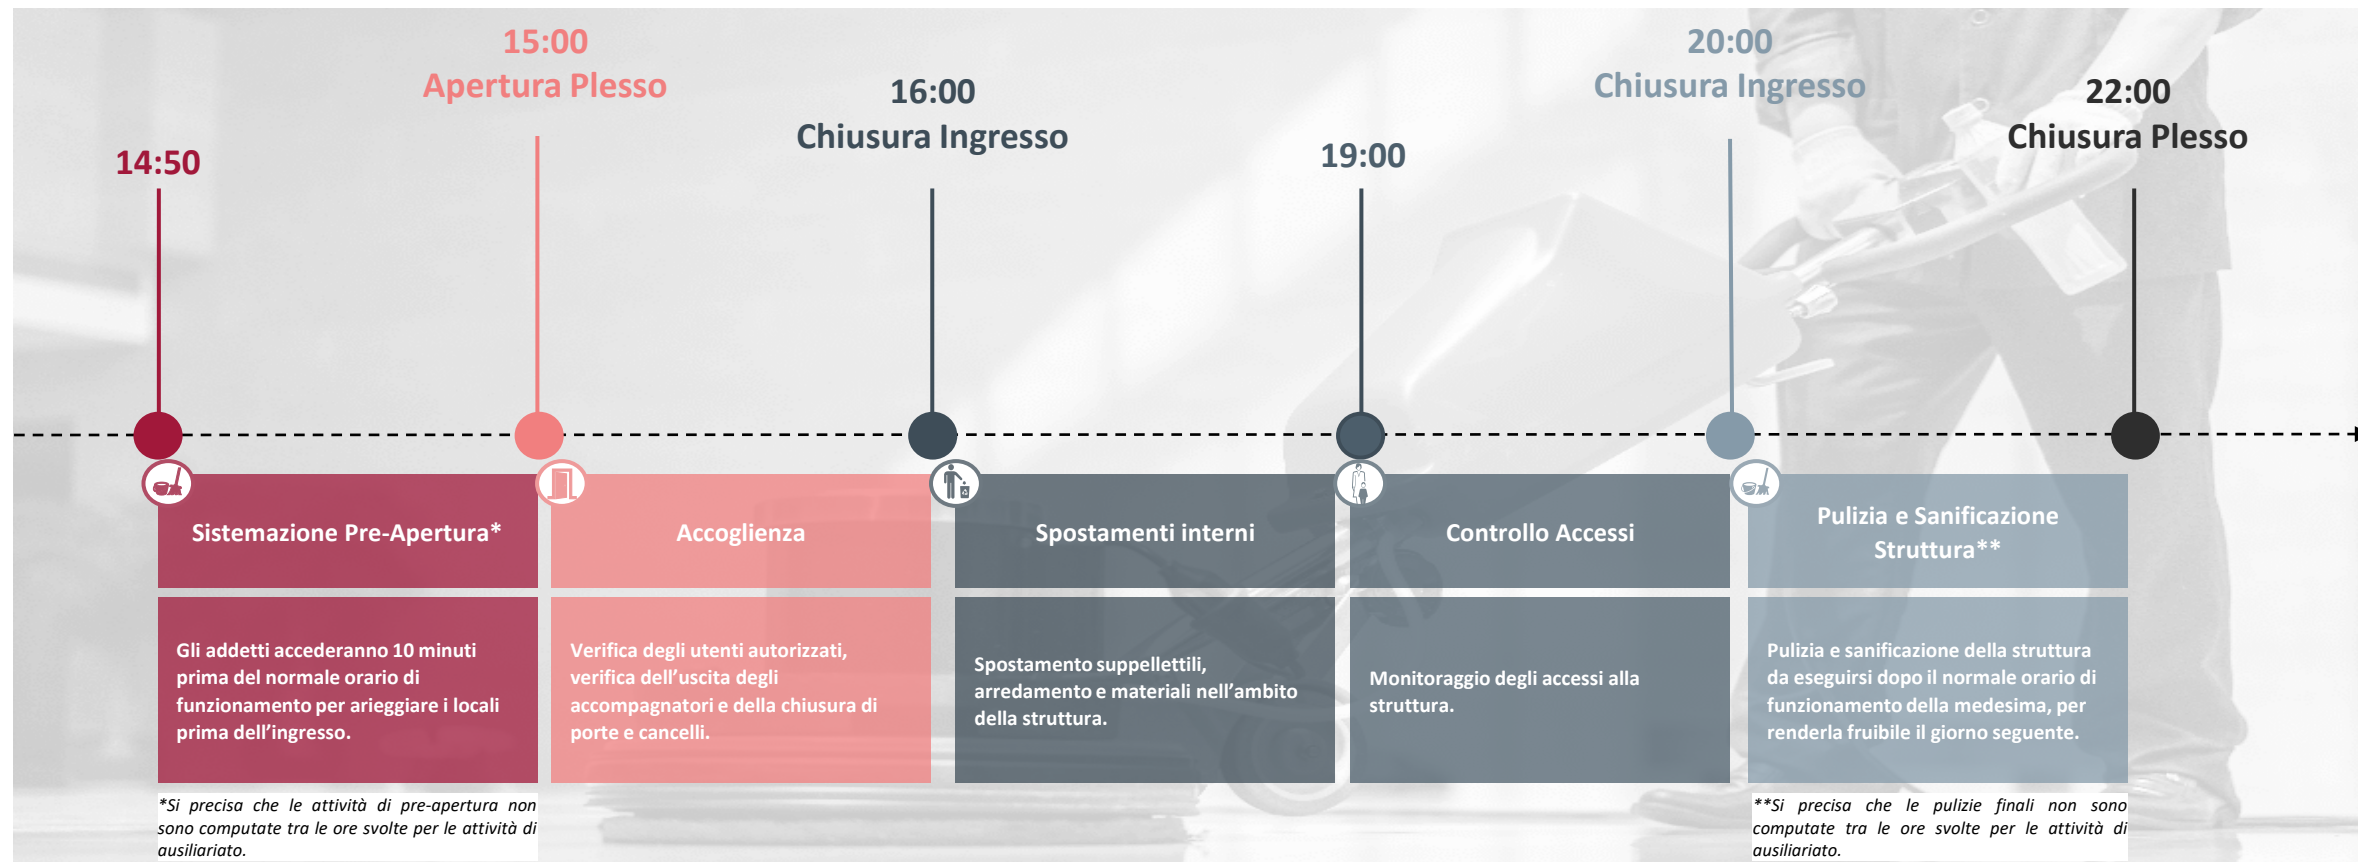 14:50
15:00
Apertura Plesso
16:00
Chiusura Ingresso
19:00
20:00
Chiusura Ingresso
22:00
Chiusura Plesso
Sistemazione Pre-Apertura*
Accoglienza
Spostamenti interni
Controllo Accessi
Pulizia e Sanificazione
Struttura**
Gli addetti accederanno 10 minuti
prima del normale orario di
funzionamento per arieggiare i locali
prima dell'ingresso.
Verifica degli utenti autorizzati,
verifica dell'uscita degli
accompagnatori e della chiusura di
porte e cancelli.
Spostamento suppellettili,
arredamento e materiali nell'ambito
della struttura.
Monitoraggio degli accessi alla
struttura.
Pulizia e sanificazione della struttura
da eseguirsi dopo il normale orario di
funzionamento della medesima, per
renderla fruibile il giorno seguente.
*Si precisa che le attività di pre-apertura non
sono computate tra le ore svolte per le attività di
ausiliariato.
**Si precisa che le pulizie finali non sono
computate tra le ore svolte per le attività di
ausiliariato.